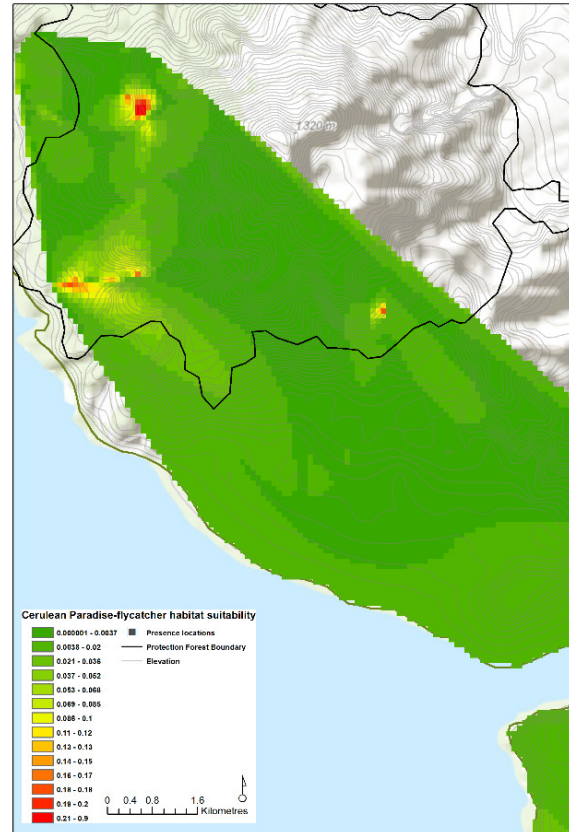 1320 m
Cerulean Paradise-flycatcher habitat suitability
0.000001 - 0.0037
0.0038 - 0.02
0.021 - 0.036
0.037 - 0.052
0.053 - 0.068
0.069 - 0.085
0.086 - 0.1
0.11 - 0.12
0.13 - 0.13
0.14 - 0.15
0.16 - 0.17
0.18 - 0.18
0.19 - 0.2
0.21 - 0.9
Presence locations
Protection Forest Boundary
Elevation
0 0.4 0.8 1.6
Kilometres